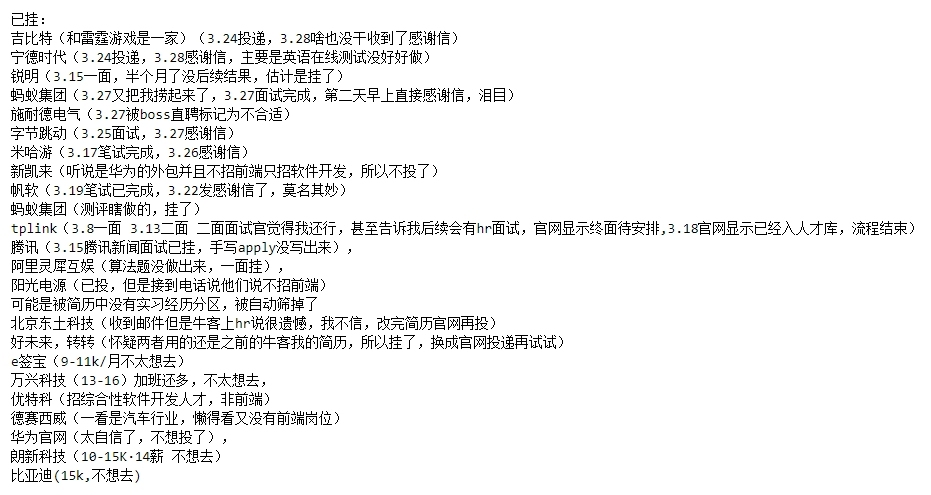 已挂：
吉比特（和雷霆游戏是一家）（3.24投递，3.28啥也没干收到了感谢信）
宁德时代（3.24投递，3.28感谢信，主要是英语在线测试没好好做）
锐明（3.15一面，半个月了没后续结果，估计是挂了）
蚂蚁集团（3.27又把我捞起来了，3.27面试完成，第二天早上直接感谢信，泪目）
施耐德电气（3.27被boss直聘标记为不合适）
字节跳动（3.25面试，3.27感谢信）
米哈游（3.17笔试完成，3.26感谢信）
新凯来（听说是华为的外包并且不招前端只招软件开发，所以不投了）
帆软（3.19笔试已完成，3.22发感谢信了，莫名其妙）
蚂蚁集团（测评瞎做的，挂了）
tplink（3.8一面 3.13二面 二面面试官觉得我还行，甚至告诉我后续会有hr面试，官网显示终面待安排,3.18官网显示已经入人才库，流程结束）
腾讯（3.15腾讯新闻面试已挂，手写apply没写出来），
阿里灵犀互娱（算法题没做出来，一面挂），
阳光电源（已投，但是接到电话说他们说不招前端）
可能是被简历中没有实习经历分区，被自动筛掉了
北京东土科技（收到邮件但是牛客上hr说很遗憾，我不信，改完简历官网再投）
好未来，转转（怀疑两者用的还是之前的牛客我的简历，所以挂了，换成官网投递再试试）
e签宝（9-11k/月不太想去）
万兴科技（13-16）加班还多，不太想去，
优特科（招综合性软件开发人才，非前端）
德赛西威（一看是汽车行业，懒得看又没有前端岗位）
华为官网（太自信了，不想投了），
朗新科技（10-15K·14薪 不想去）
比亚迪(15k,不想去)